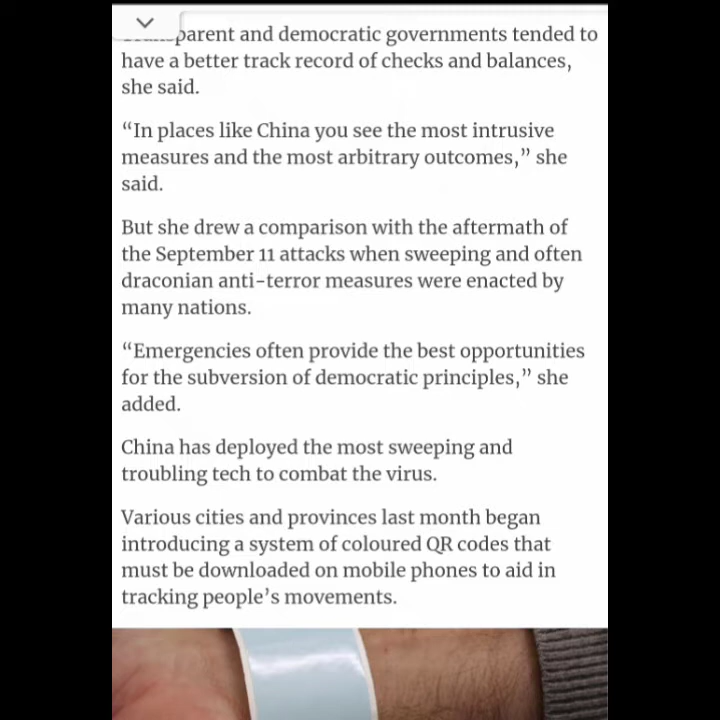 parent and democratic governments tended to
have a better track record of checks and balances,
she said.
“In places like China you see the most intrusive
measures and the most arbitrary outcomes,” she
said.
But she drew a comparison with the aftermath of
the September 11 attacks when sweeping and often
draconian anti-terror measures were enacted by
many nations.
“Emergencies often provide the best opportunities
for the subversion of democratic principles,” she
added.
China has deployed the most sweeping and
troubling tech to combat the virus.
Various cities and provinces last month began
introducing a system of coloured QR codes that
must be downloaded on mobile phones to aid in
tracking people’s movements.